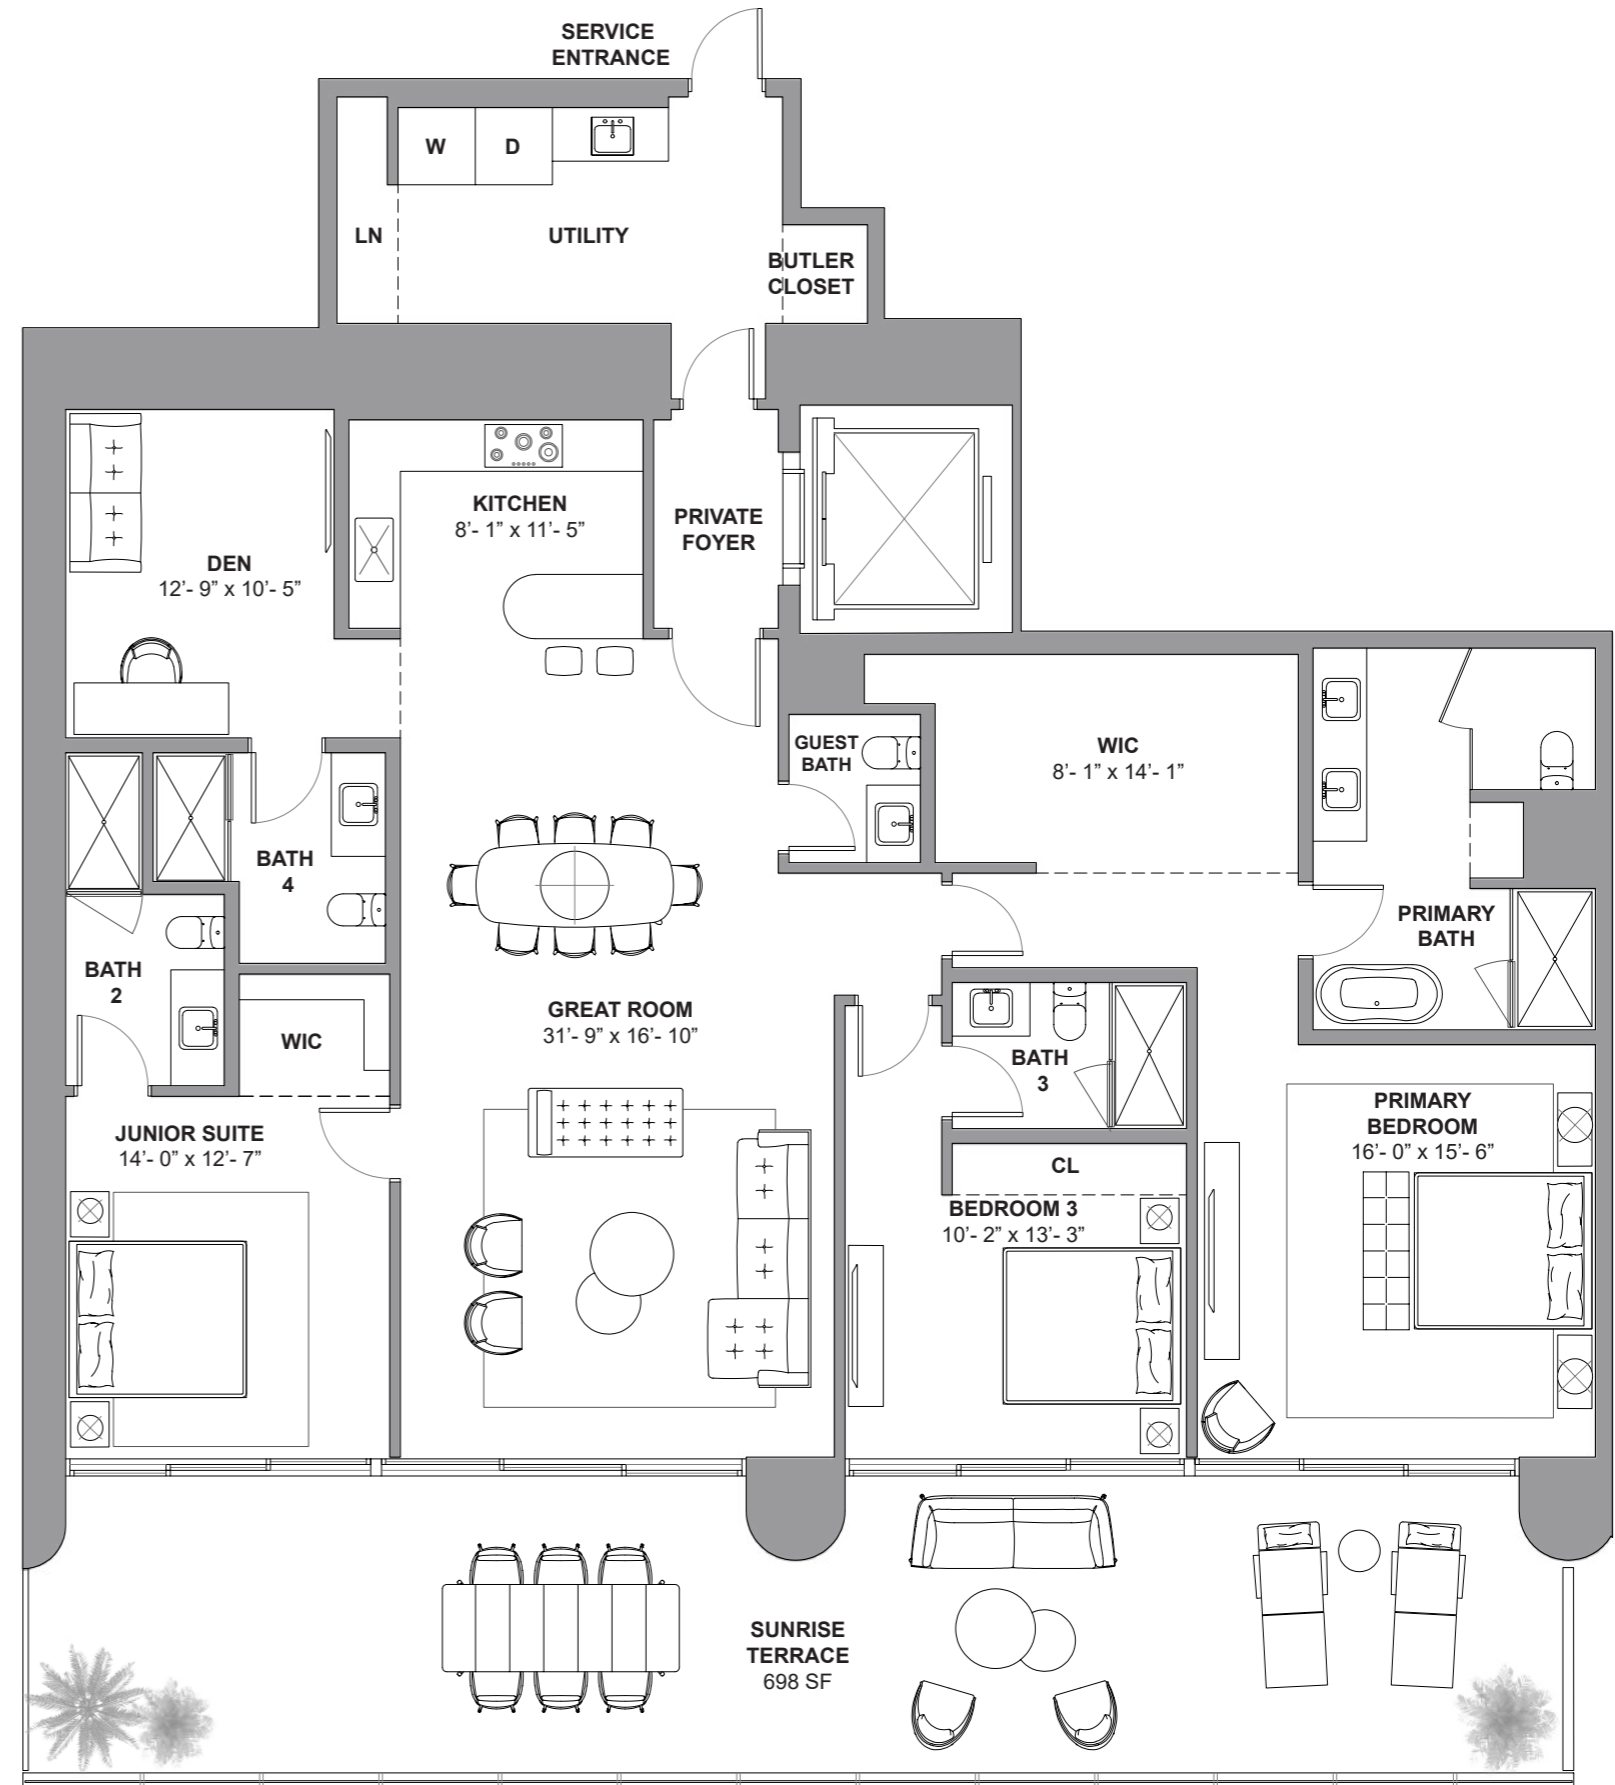 SERVICE
ENTRANCE
W
D
LN
UTILITY
BUTLER
CLOSET
KITCHEN
8’- 1” x 11’- 5”
PRIVATE
FOYER
DEN
12’- 9” x 10’- 5”
GUEST
BATH
WIC
8’- 1” x 14’- 1”
BATH
4
PRIMARY
BATH
BATH
2
GREAT ROOM
31’- 9” x 16’- 10”
WIC
BATH
3
JUNIOR SUITE
14’- 0” x 12’- 7”
PRIMARY
BEDROOM
16’- 0” x 15’- 6”
CL
BEDROOM 3
10’- 2” x 13’- 3”
SUNRISE
TERRACE
698 SF